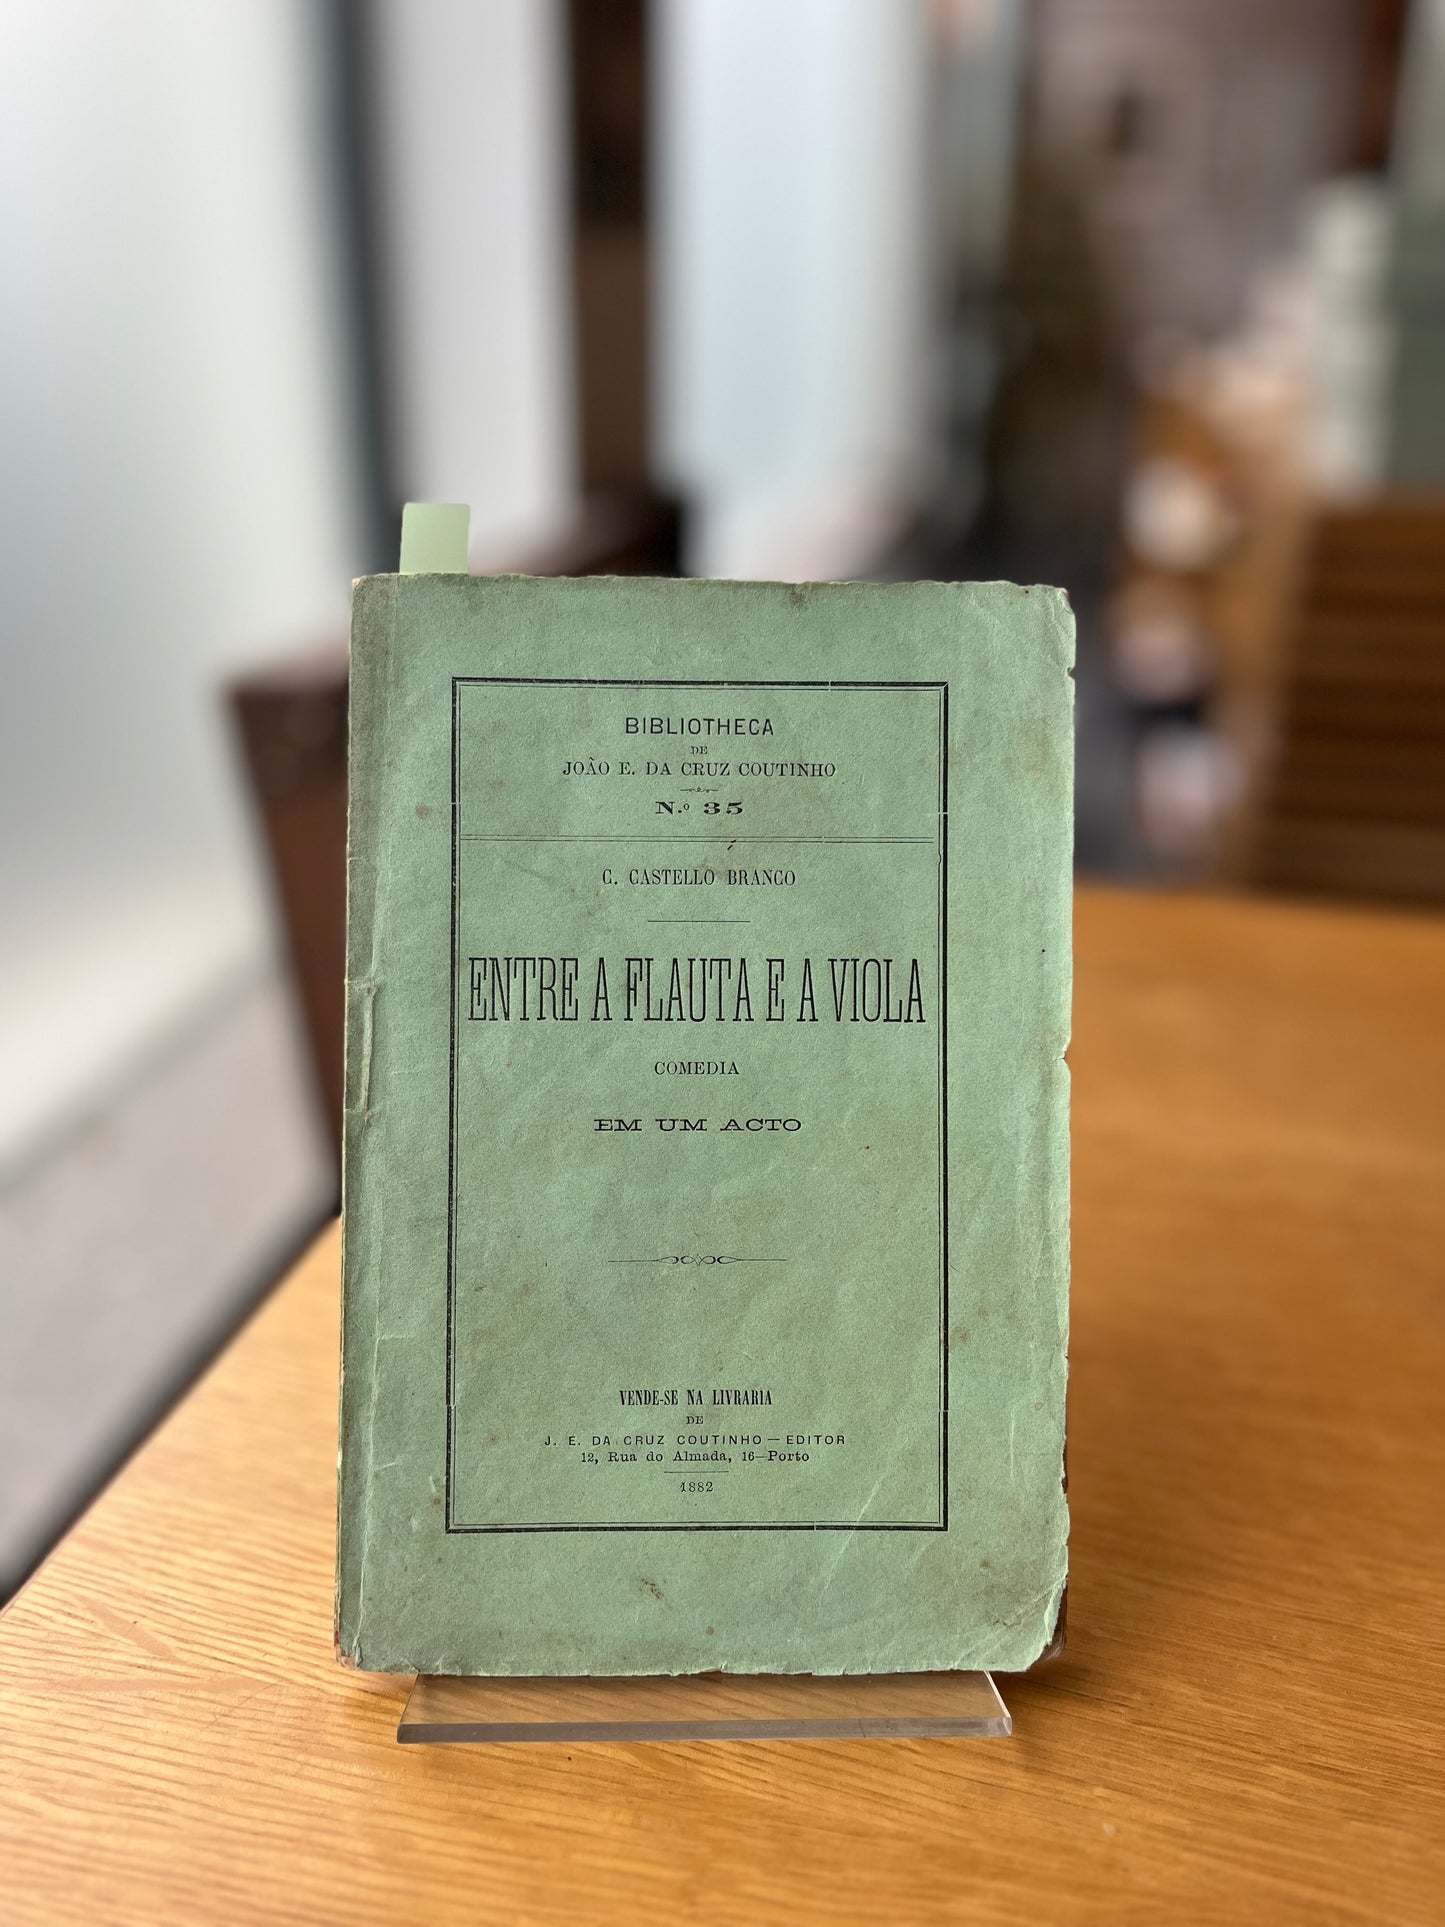 BIBLIOTHECA
DE
JOÃO E. DA CRUZ COUTINHO
N.º 35
C. CASTELLO BRANCO
ENTRE A FLAUTA E A VIOLA
COMEDIA
EM UM ACTO
VENDE-SE NA LIVRARIA
DE
J. E. DA CRUZ COUTINHO — EDITOR
12, Rua do Almada, 16—Porto
1882